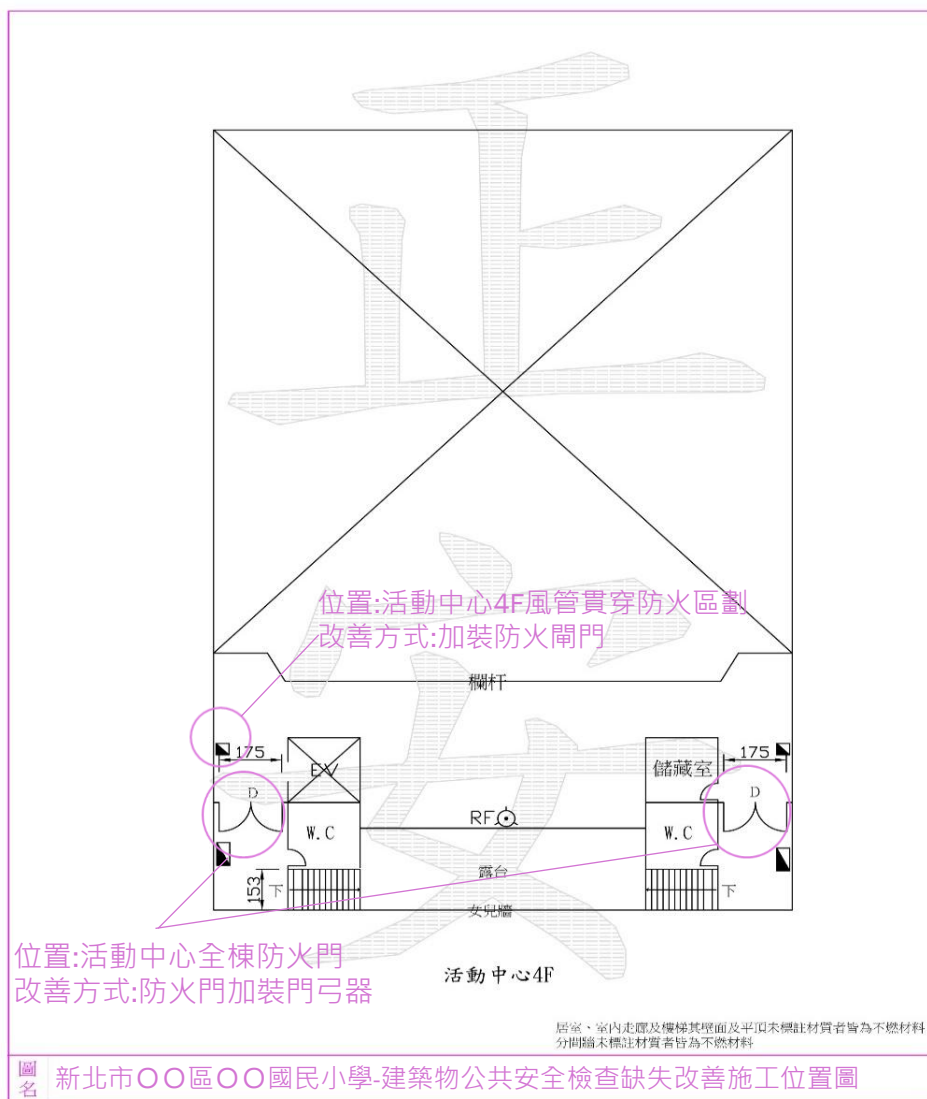 位置:活動中心4F風管貫穿防火區劃
改善方式:加裝防火閘門
欄杆
175
175
EV
儲藏室
D
D
RF
W.C
W.C
露台
153
下
下
女兒牆
位置:活動中心全棟防火門
改善方式:防火門加裝門弓器
活動中心4F
居室、室內走廊及樓梯其壁面及平頂未標註材質者皆為不燃材料
分間牆未標註材質者皆為不燃材料
圖名
新北市〇〇區〇〇國民小學-建築物公共安全檢查缺失改善施工位置圖
正
安